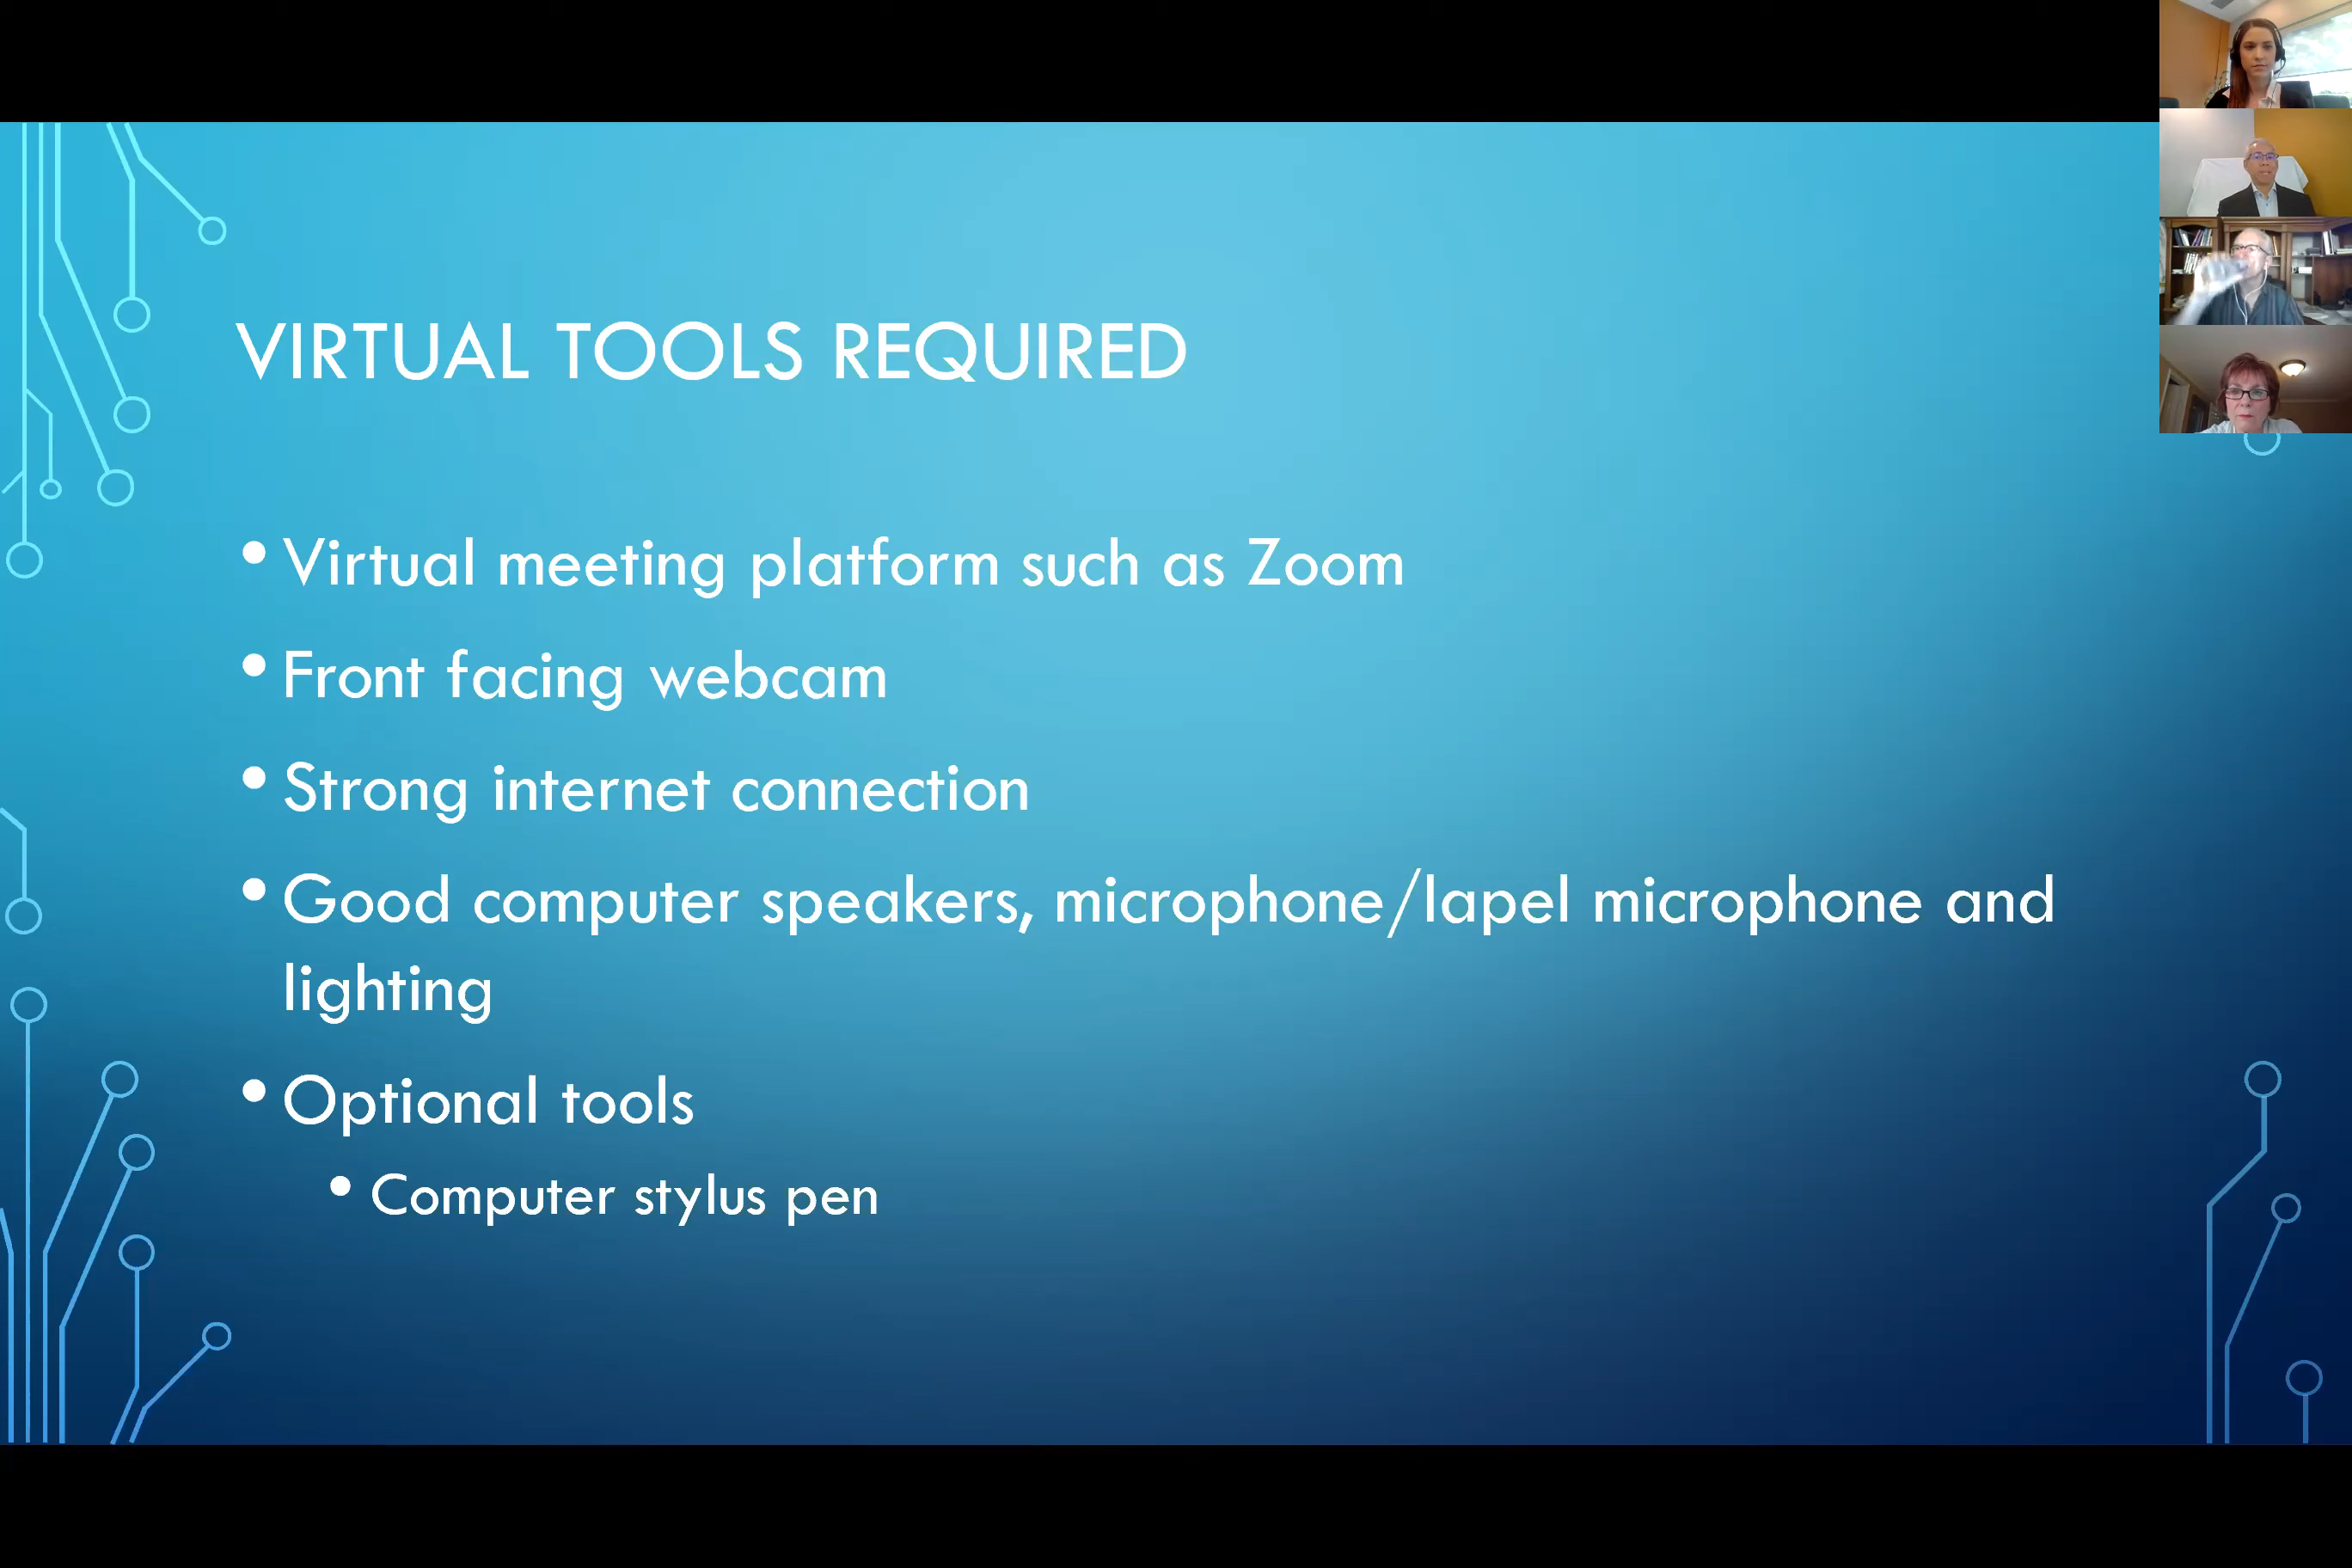 VIRTUAL TOOLS REQUIRED
• Virtual meeting platform such as Zoom
• Front facing webcam
• Strong internet connection
• Good computer speakers, microphone/lapel microphone and
lighting
• Optional tools
• Computer stylus pen